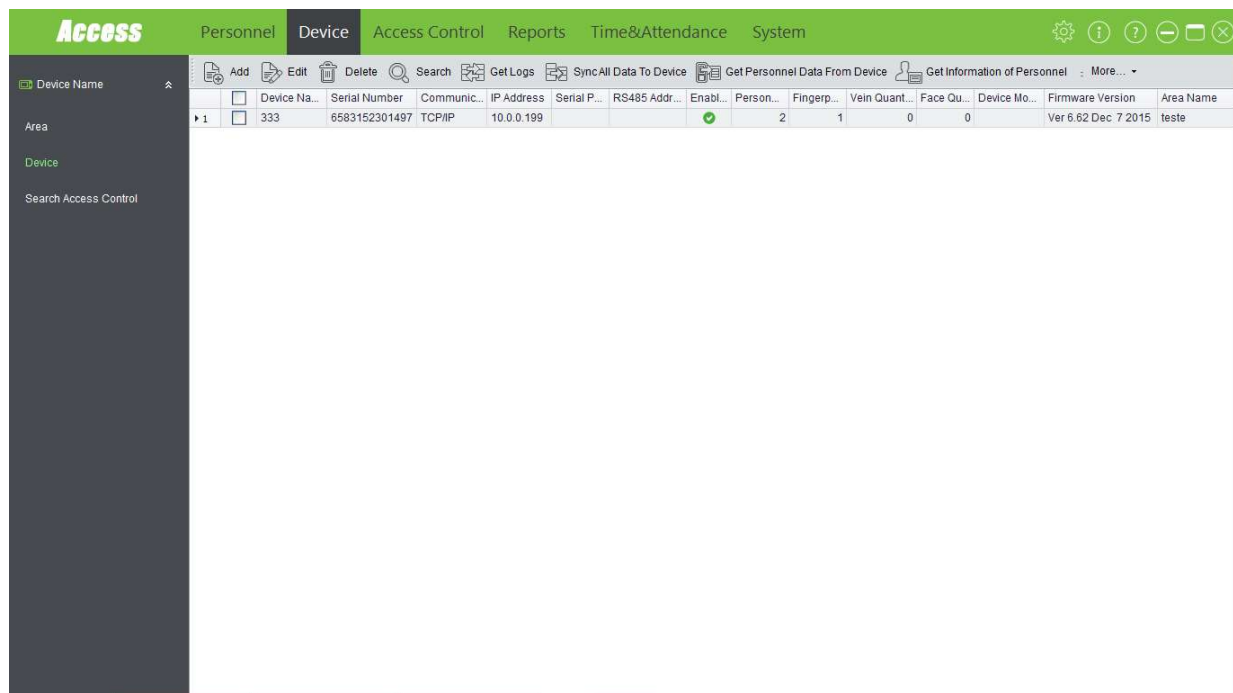 Access Personnel Device Access Control Reports Time&Attendance System
Device Name
Area
Device
Search Access Control
Add Edit Delete Search Get Logs Sync All Data To Device Get Personnel Data From Device Get Information of Personnel More...
Device Na... Serial Number Communic... IP Address Serial P... RS485 Addr... Enabl... Person... Fingerp... Vein Quant... Face Qu... Device Mo... Firmware Version Area Name
1 333 6583152301497 TCP/IP 10.0.0.199 2 1 0 0 Ver 6.62 Dec 7 2015 teste